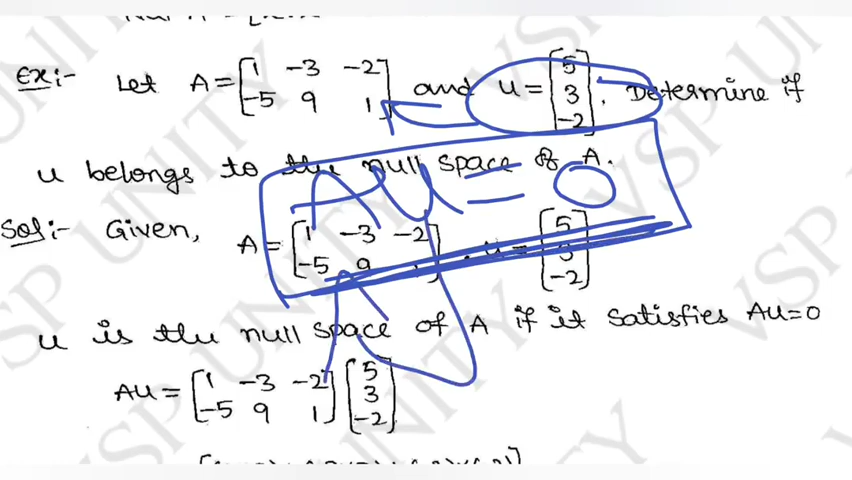 Ex:- Let A = [1 -3 -2; -5 9 1] and u = [5; 3; -2]. Determine if
u belongs to the null space of A.
Au = 0
Sol:- Given, A = [1 -3 -2; -5 9 1], u = [5; 3; -2]
u is the null space of A if it satisfies Au=0
Au = [1 -3 -2; -5 9 1] [5; 3; -2]
VSP UNITY